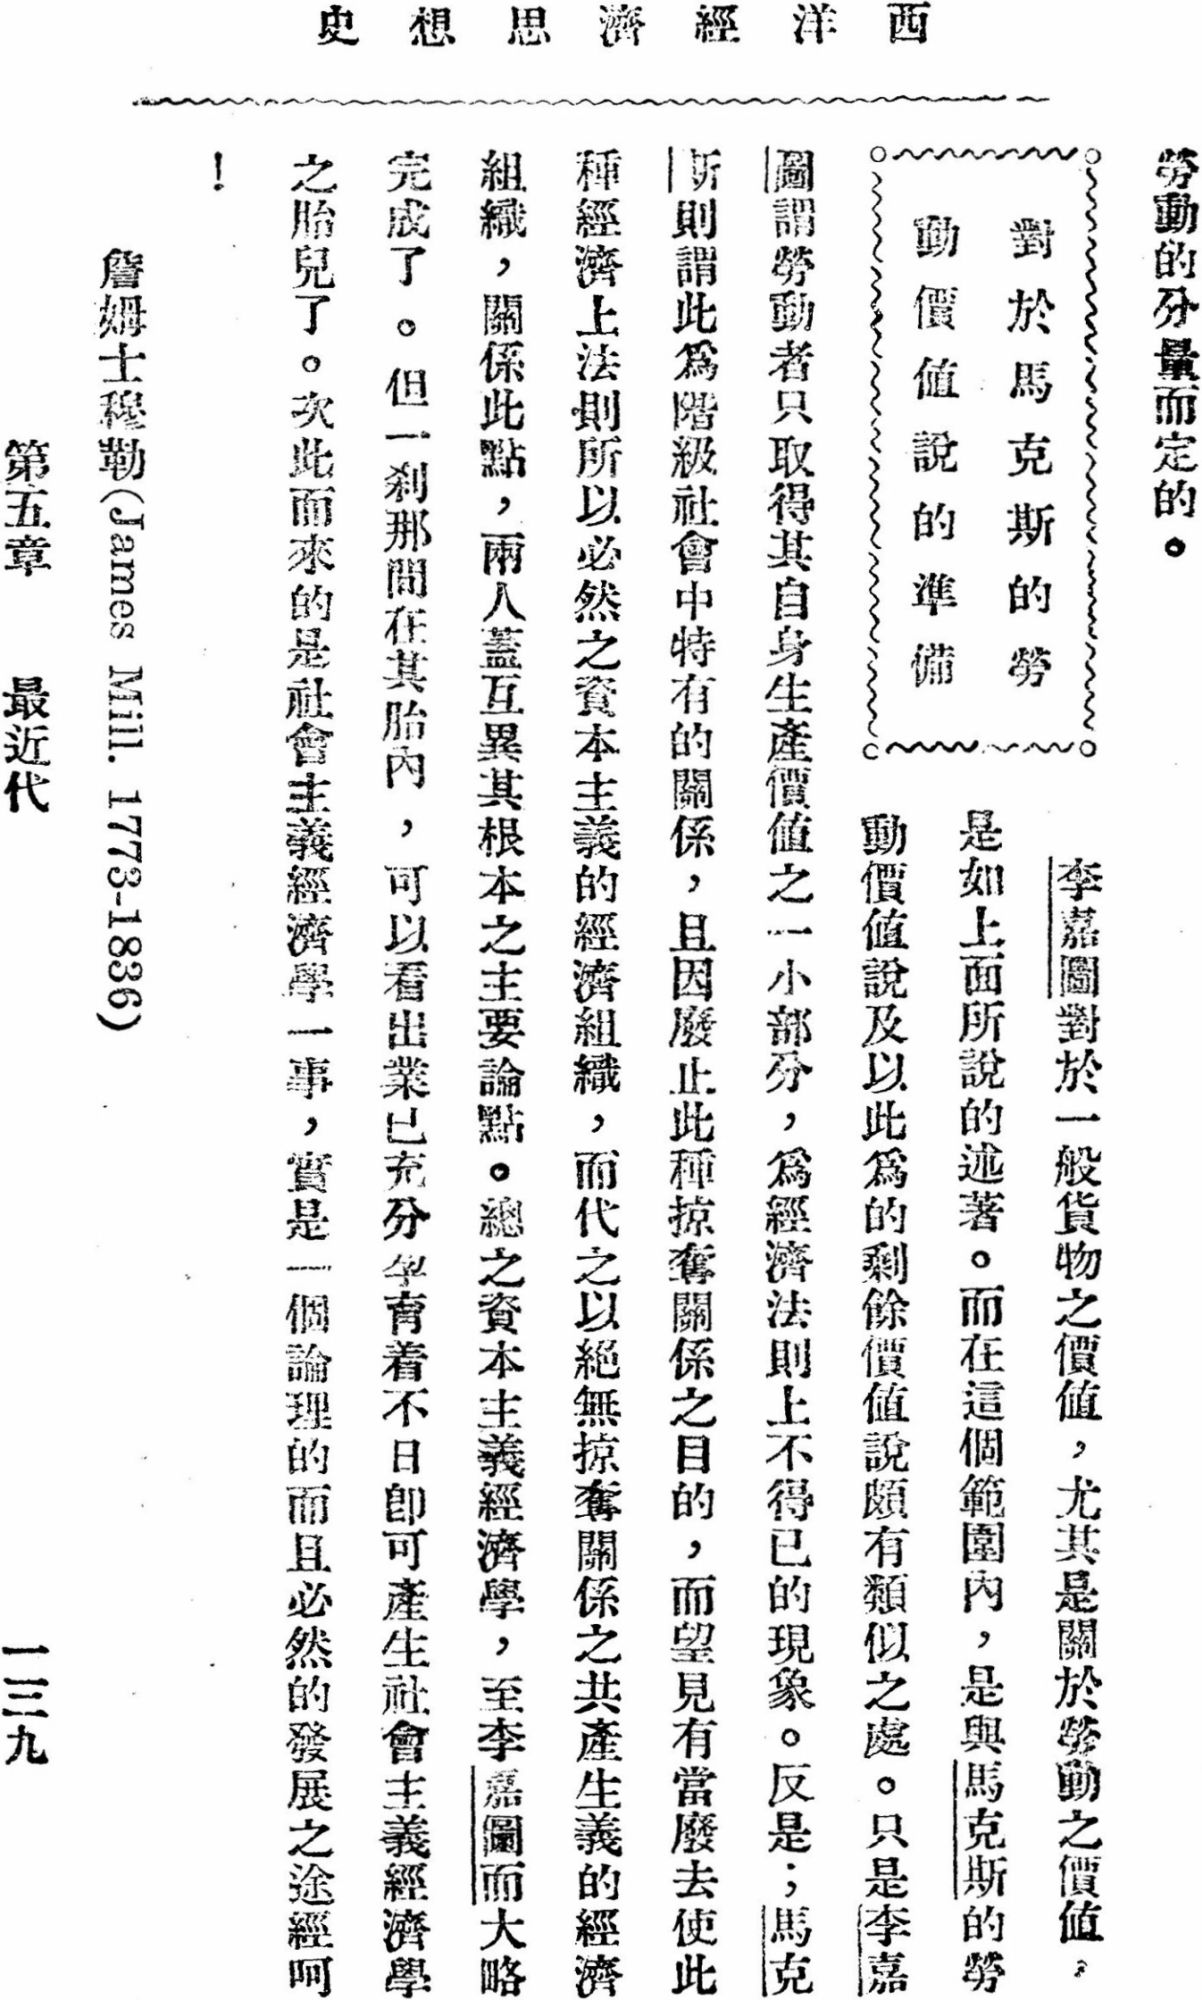 西洋經濟思想史
勞動的分量而定的。
對於馬克斯的勞
動價値說的準備
李嘉圖對於一般貨物之價値，尤其是關於勞動之價値，
是如上面所說的述著。而在這個範圍內，是與馬克斯的勞
動價値說及以此爲的剩餘價値說頗有類似之處。只是李嘉
圖謂勞動者只取得其自身生產價値之一小部分，爲經濟法則上不得已的現象。反是；馬克
斯則謂此爲階級社會中特有的關係，且因廢止此種掠奪關係之目的，而望見有當廢去使此
種經濟上法則所以必然之資本主義的經濟組織，而代之以絕無掠奪關係之共產生義的經濟
組織，關係此點，兩人蓋互異其根本之主要論點。總之資本主義經濟學，至李嘉圖而大略
完成了。但一刹那間在其胎內，可以看出業已充分孕育着不日卽可產生社會主義經濟學
之胎兒了。次此而來的是社會主義經濟學一事，實是一個論理的而且必然的發展之途經呵
！
詹姆士穆勒(James Mill. 1773-1836)
第五章　最近代
一三九